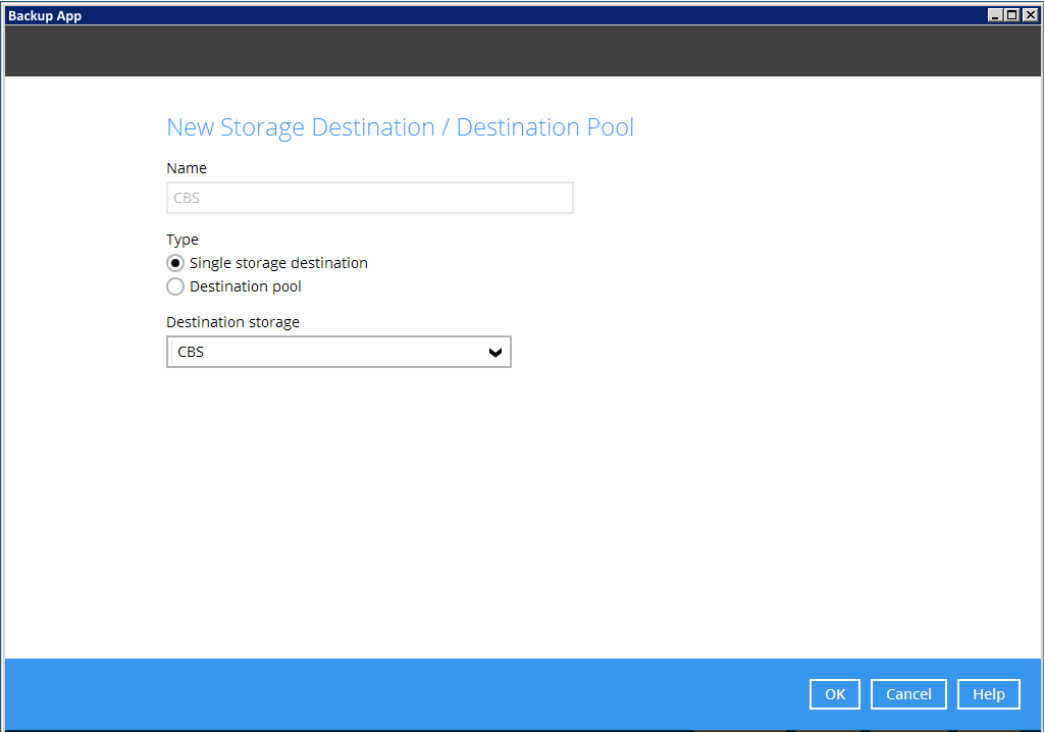 Backup App
New Storage Destination / Destination Pool
Name
CBS
Type
Single storage destination
Destination pool
Destination storage
CBS
OK Cancel Help